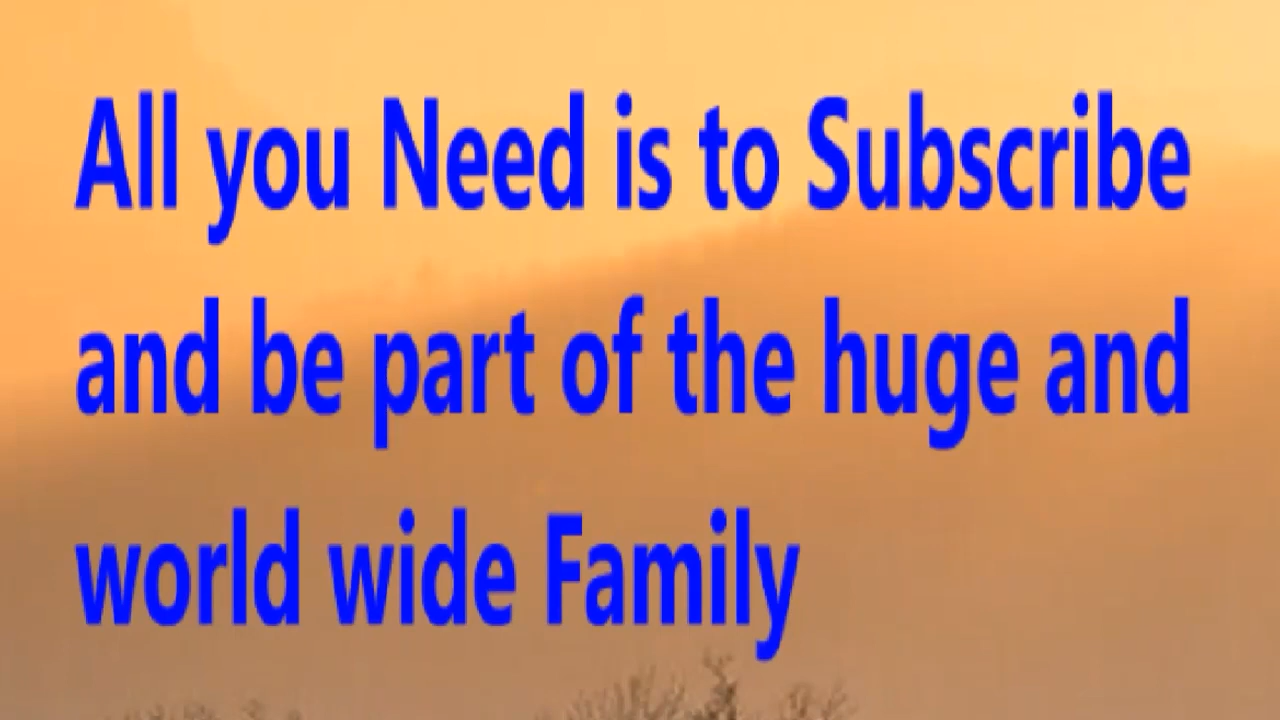 All you Need is to Subscribe
and be part of the huge and
world wide Family